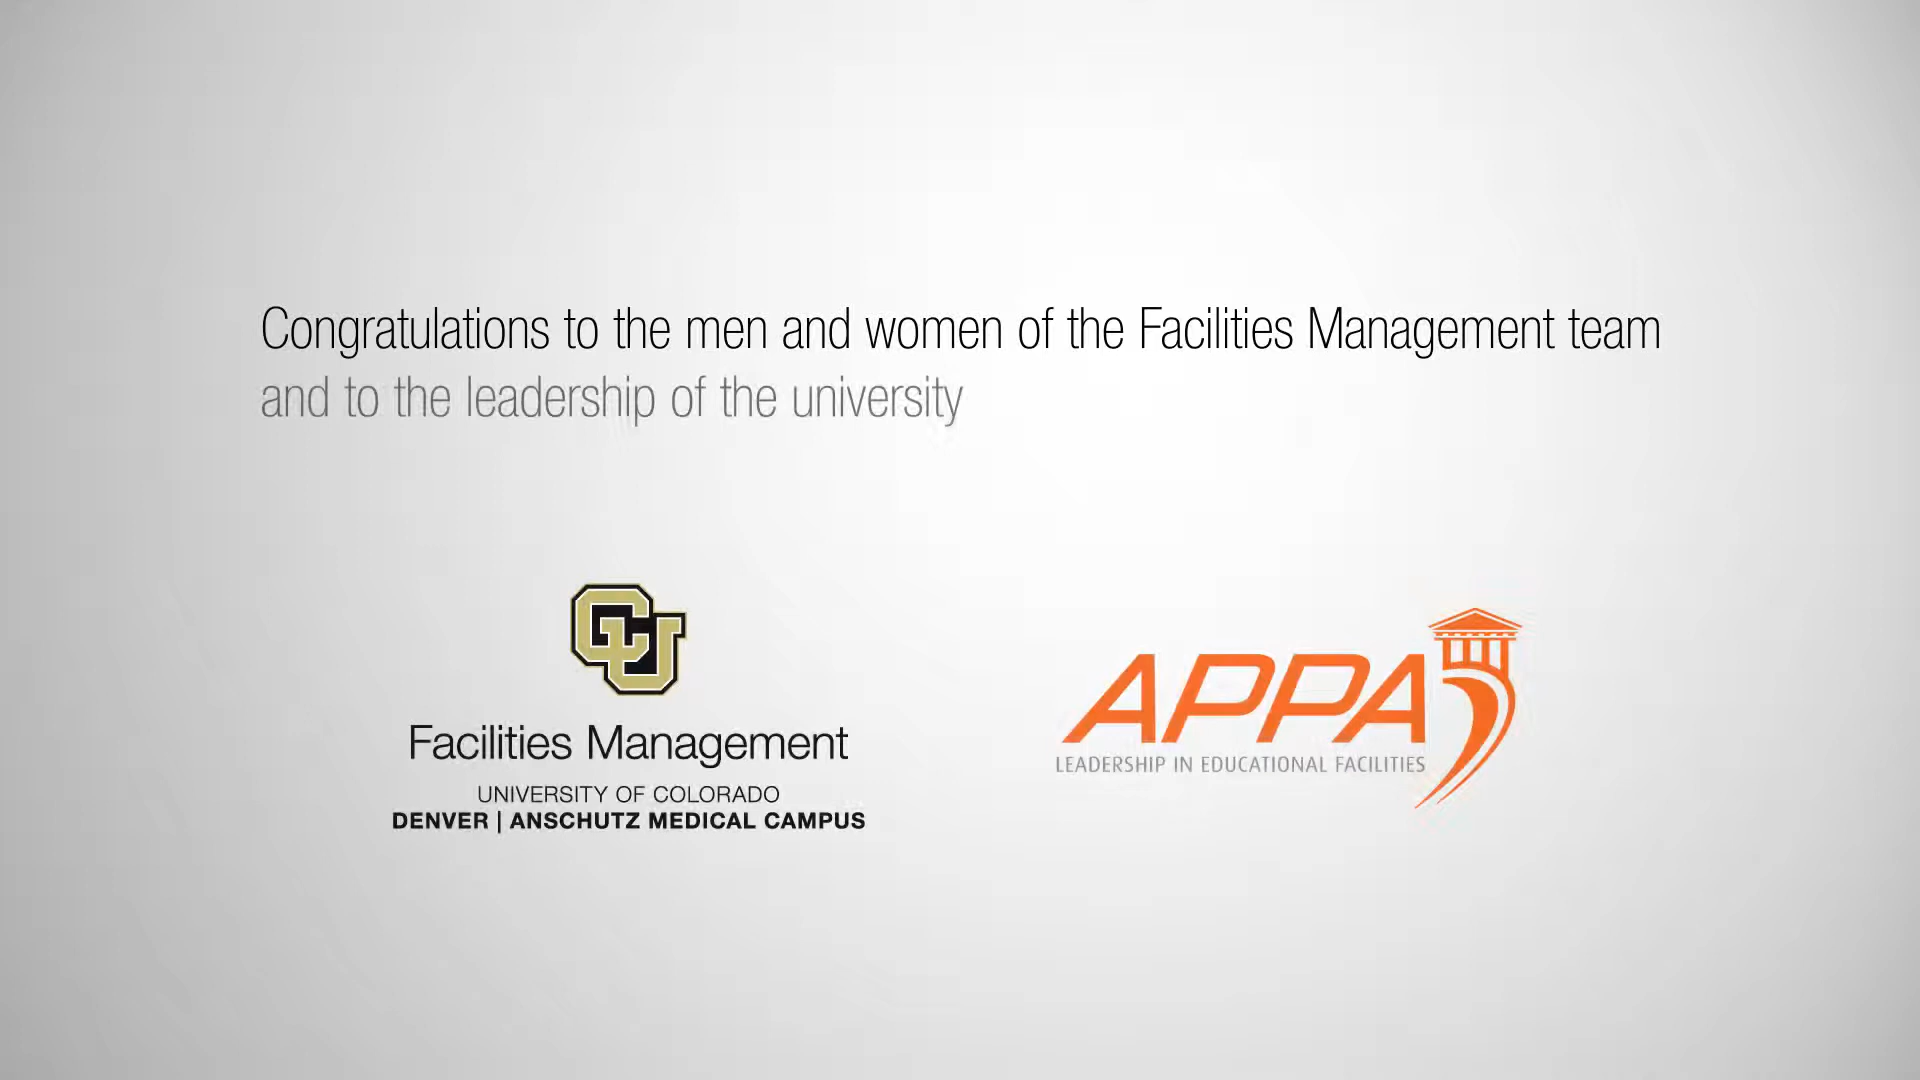 Congratulations to the men and women of the Facilities Management team
and to the leadership of the university
CU
Facilities Management
UNIVERSITY OF COLORADO
DENVER | ANSCHUTZ MEDICAL CAMPUS
APPA
LEADERSHIP IN EDUCATIONAL FACILITIES